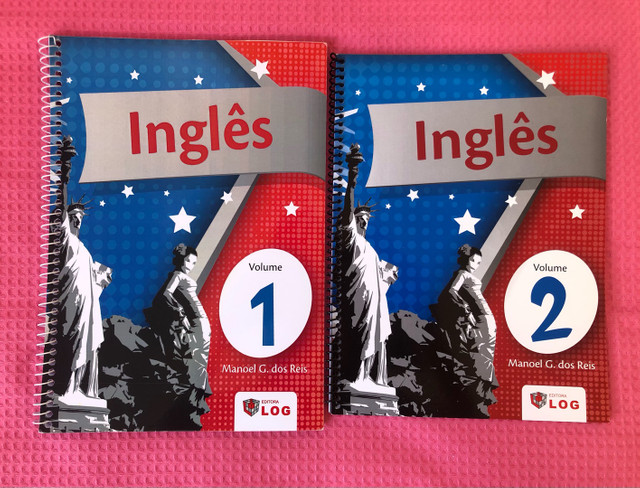 Inglês
Volume
1
Manoel G. dos Reis
EDITORA
LOG
Inglês
Volume
2
Manoel G. dos Reis
EDITORA
LOG